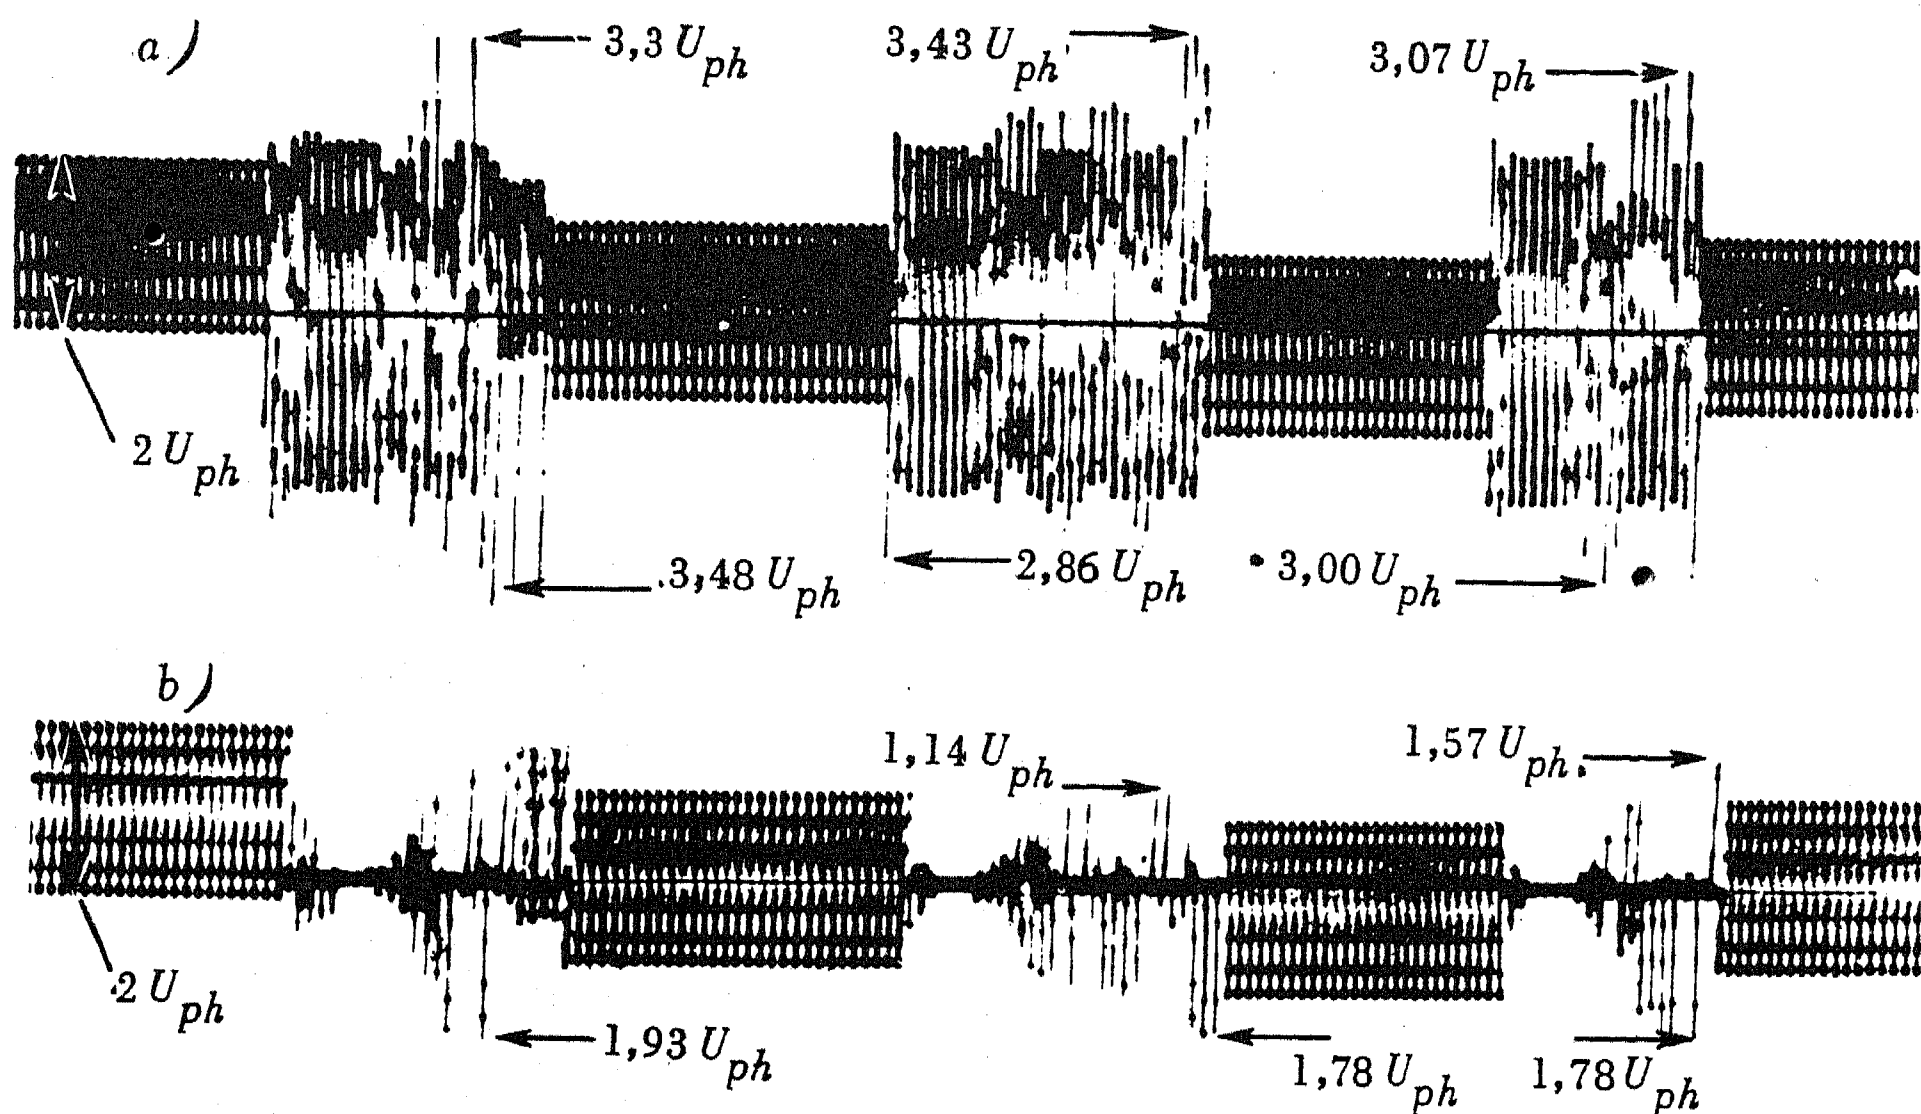 a)
3,3 U_ph
3,43 U_ph
3,07 U_ph
2 U_ph
3,48 U_ph
2,86 U_ph
3,00 U_ph
b)
1,14 U_ph
1,57 U_ph
2 U_ph
1,93 U_ph
1,78 U_ph
1,78 U_ph